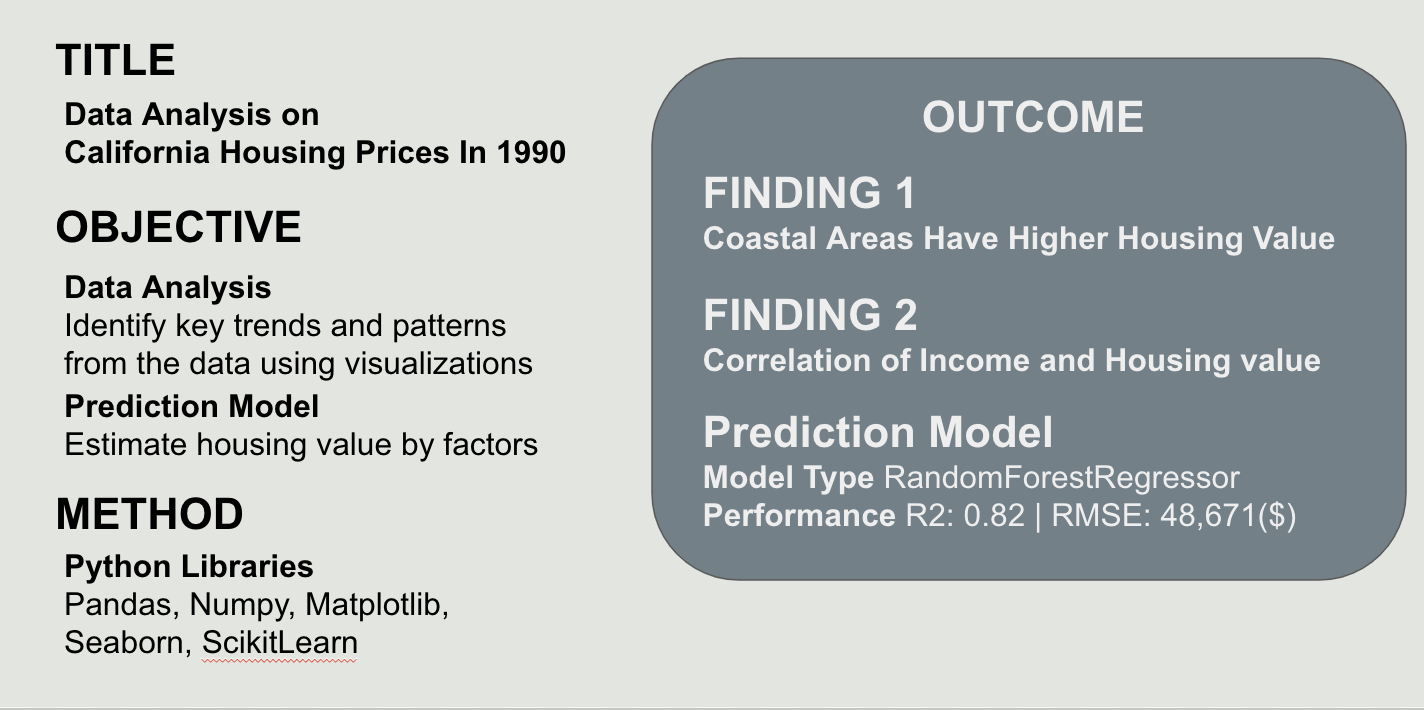 TITLE
Data Analysis on
California Housing Prices In 1990
OBJECTIVE
Data Analysis
Identify key trends and patterns
from the data using visualizations
Prediction Model
Estimate housing value by factors
METHOD
Python Libraries
Pandas, Numpy, Matplotlib,
Seaborn, ScikitLearn
OUTCOME
FINDING 1
Coastal Areas Have Higher Housing Value
FINDING 2
Correlation of Income and Housing value
Prediction Model
Model Type RandomForestRegressor
Performance R2: 0.82 | RMSE: 48,671($)